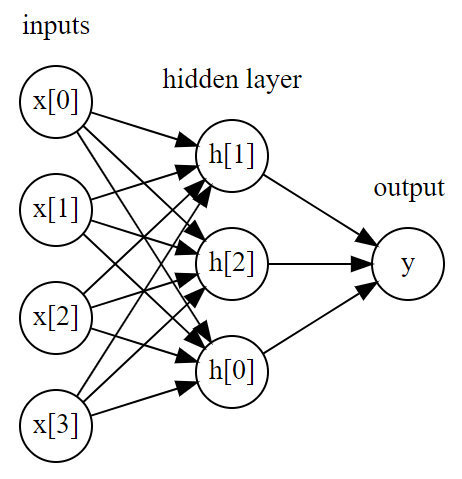 inputs
x[0]
x[1]
x[2]
x[3]
hidden layer
h[1]
h[2]
h[0]
output
y